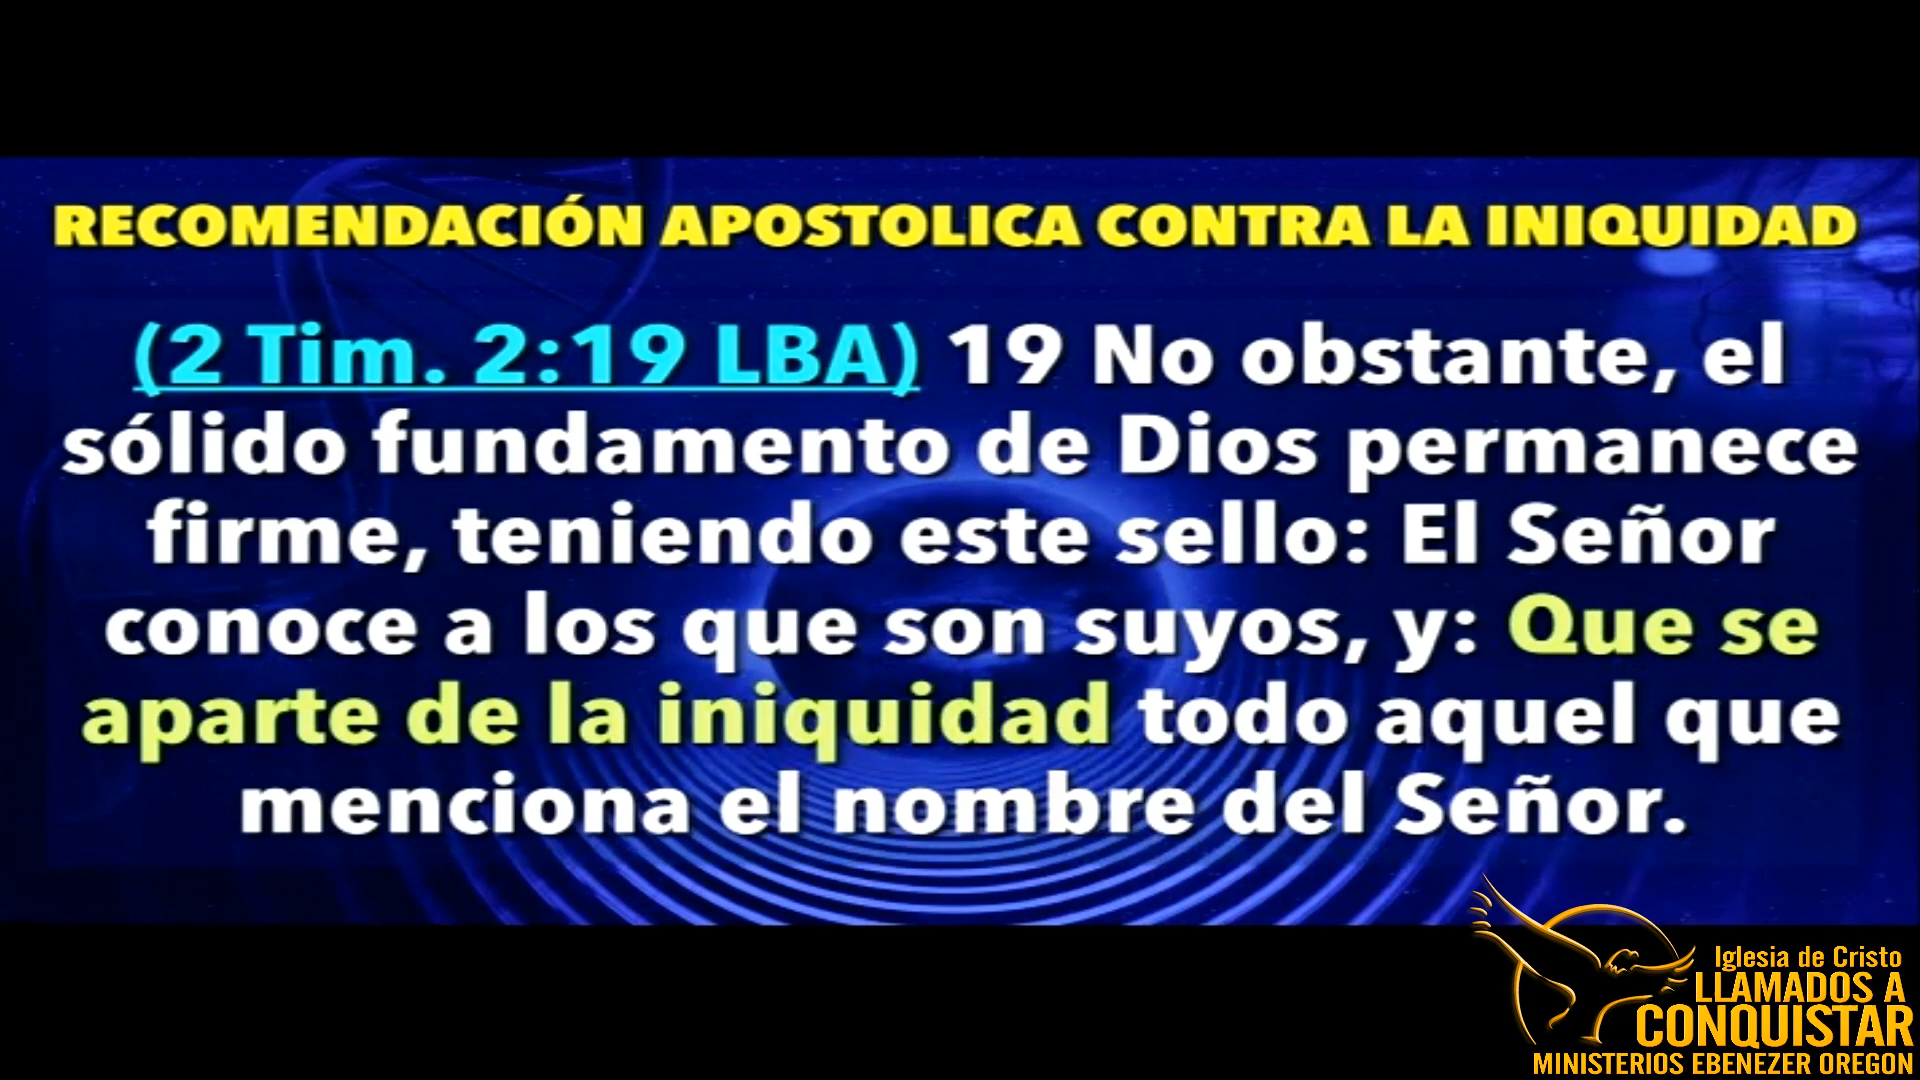 RECOMENDACIÓN APOSTOLICA CONTRA LA INIQUIDAD
(2 Tim. 2:19 LBA) 19 No obstante, el
sólido fundamento de Dios permanece
firme, teniendo este sello: El Señor
conoce a los que son suyos, y: Que se
aparte de la iniquidad todo aquel que
menciona el nombre del Señor.
Iglesia de Cristo
LLAMADOS A
CONQUISTAR
MINISTERIOS EBENEZER OREGON